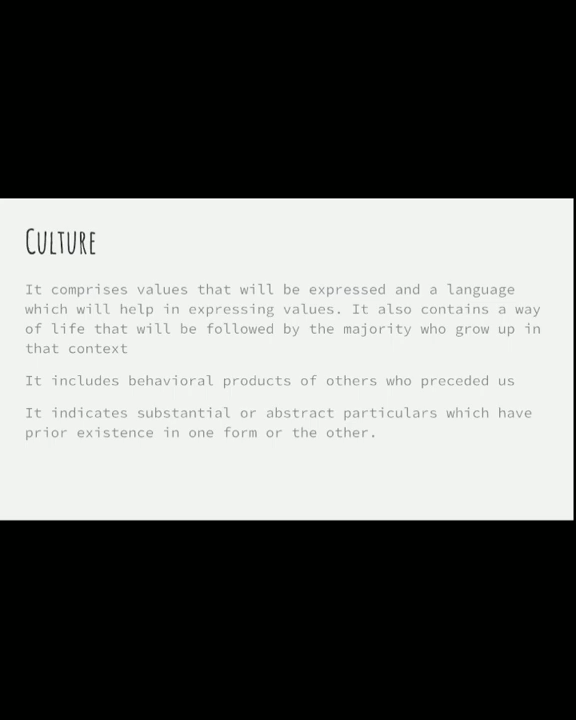 Culture
It comprises values that will be expressed and a language
which will help in expressing values. It also contains a way
of life that will be followed by the majority who grow up in
that context
It includes behavioral products of others who preceded us
It indicates substantial or abstract particulars which have
prior existence in one form or the other.